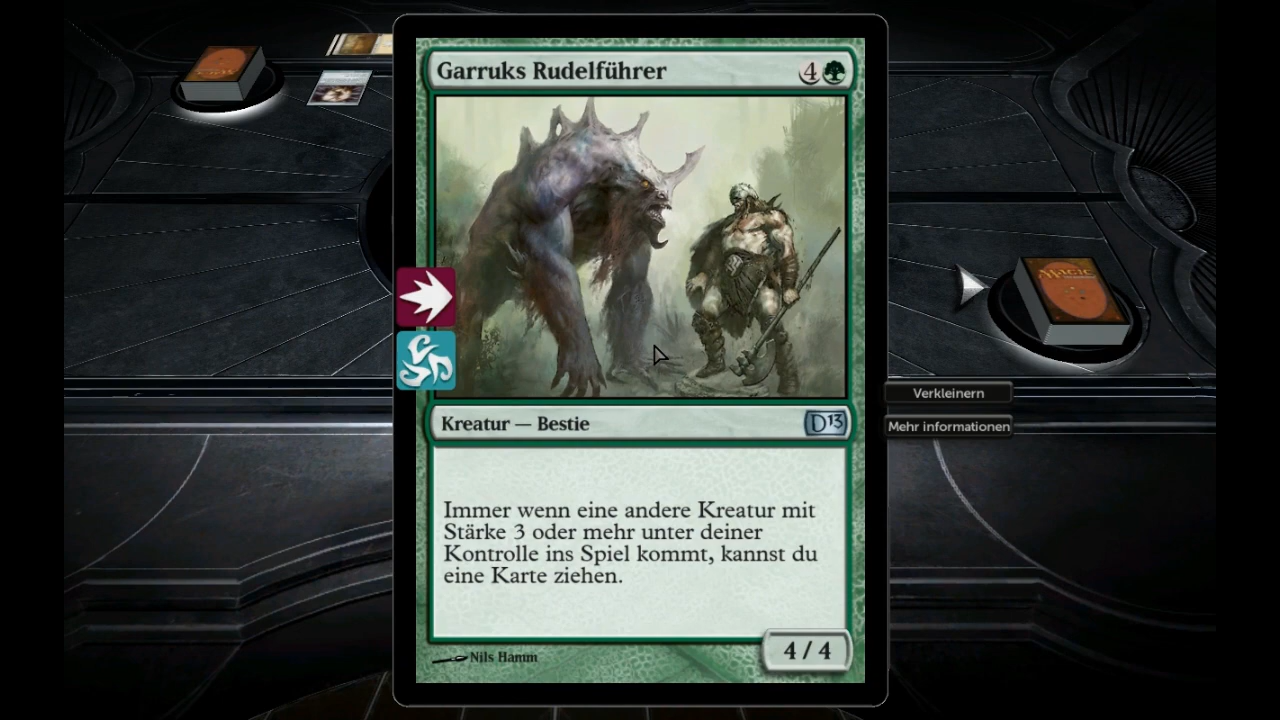 Garruks Rudelführer
4
Kreatur — Bestie
D13
Immer wenn eine andere Kreatur mit
Stärke 3 oder mehr unter deiner
Kontrolle ins Spiel kommt, kannst du
eine Karte ziehen.
4 / 4
Nils Hamm
MAGIC
Verkleinern
Mehr informationen